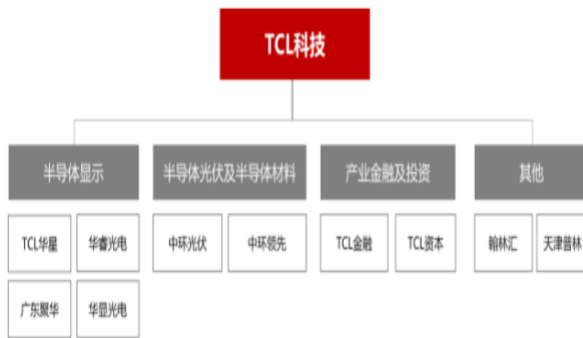 TCL科技
半导体显示
半导体光伏及半导体材料
产业金融及投资
其他
TCL华星
华睿光电
中环光伏
中环领先
TCL金融
TCL资本
翰林汇
天津普林
广东聚华
华显光电